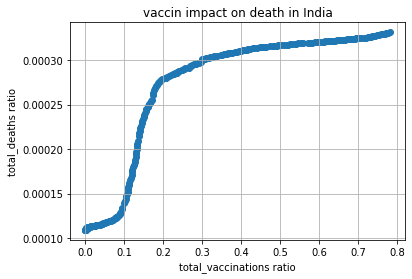 vaccin impact on death in India
total_deaths ratio
0.00030
0.00025
0.00020
0.00015
0.00010
0.0 0.1 0.2 0.3 0.4 0.5 0.6 0.7 0.8
total_vaccinations ratio